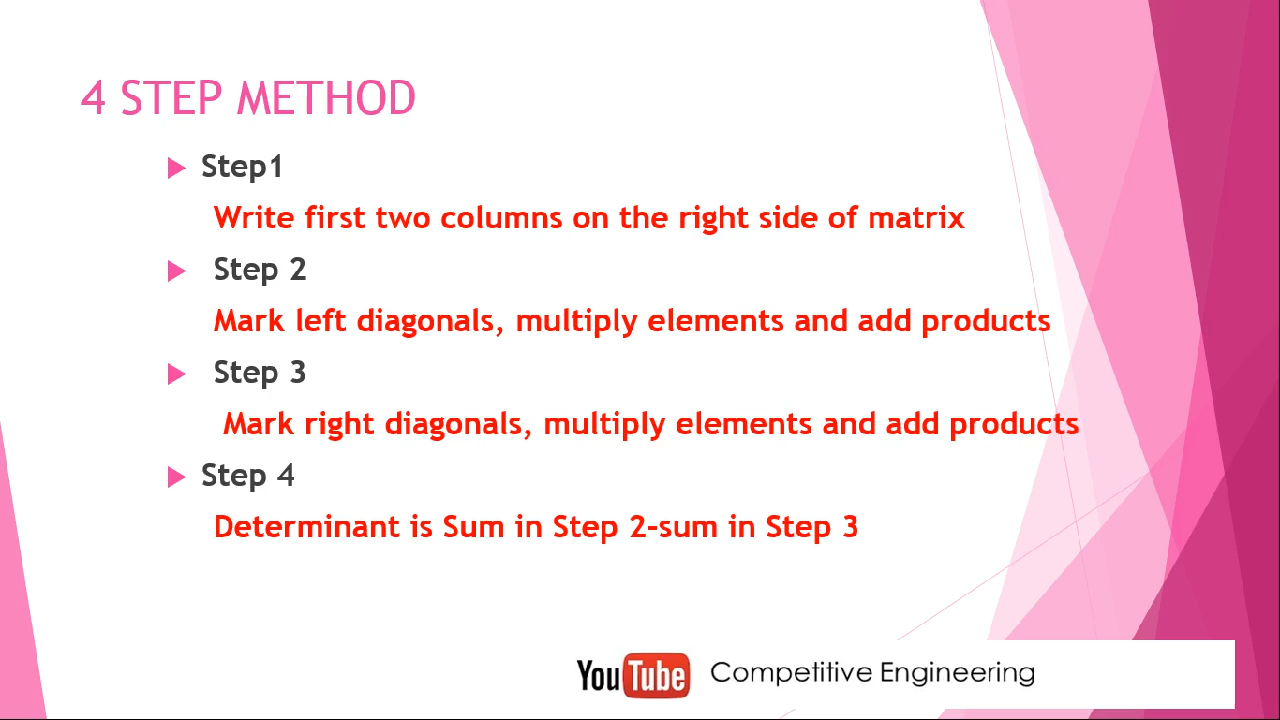 4 STEP METHOD
Step1
Write first two columns on the right side of matrix
Step 2
Mark left diagonals, multiply elements and add products
Step 3
Mark right diagonals, multiply elements and add products
Step 4
Determinant is Sum in Step 2-sum in Step 3
YouTube Competitive Engineering